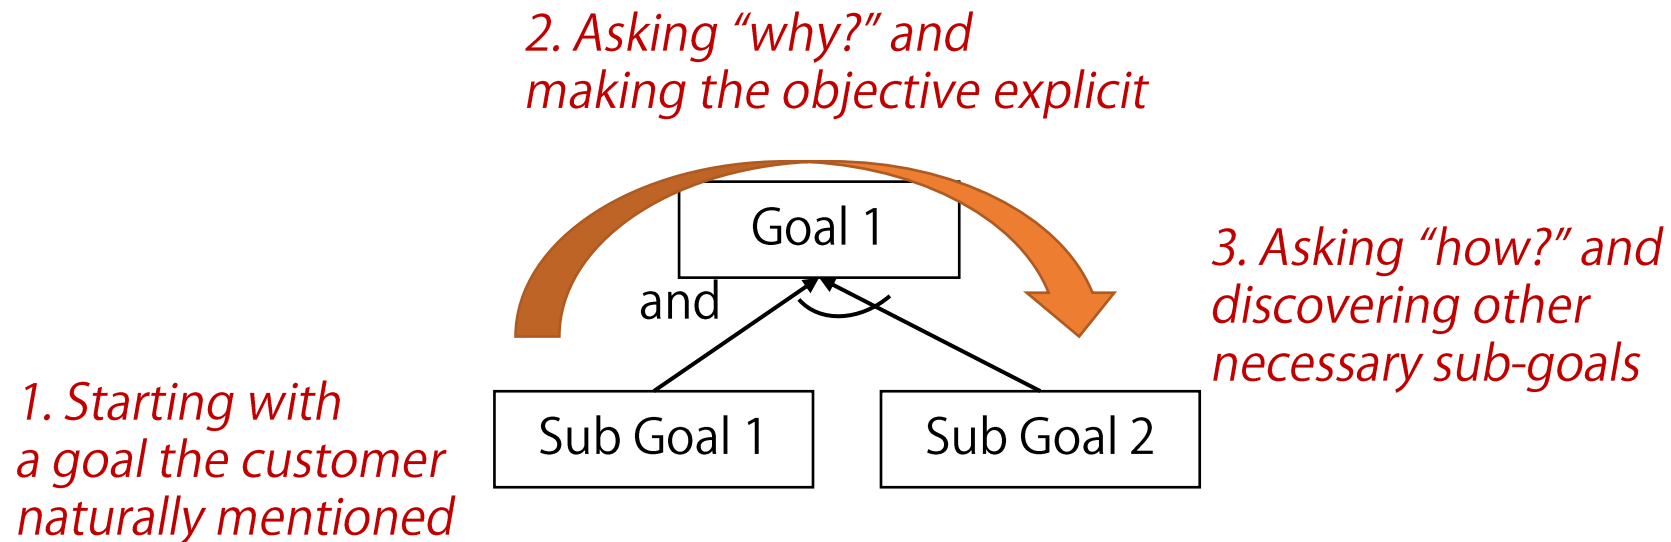 2. Asking “why?” and
making the objective explicit
Goal 1
and
3. Asking “how?” and
discovering other
necessary sub-goals
1. Starting with
a goal the customer
naturally mentioned
Sub Goal 1
Sub Goal 2